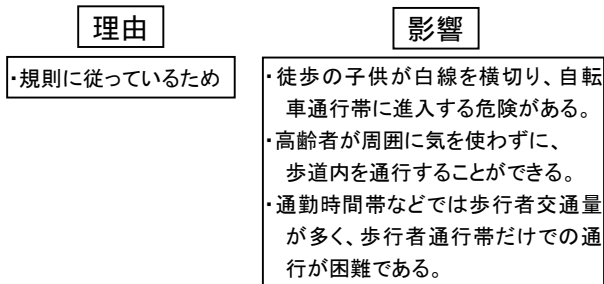 理由
・規則に従っているため
影響
・徒歩の子供が白線を横切り、自転
車通行帯に進入する危険がある。
・高齢者が周囲に気を使わずに、
歩道内を通行することができる。
・通勤時間帯などでは歩行者交通量
が多く、歩行者通行帯だけでの通
行が困難である。